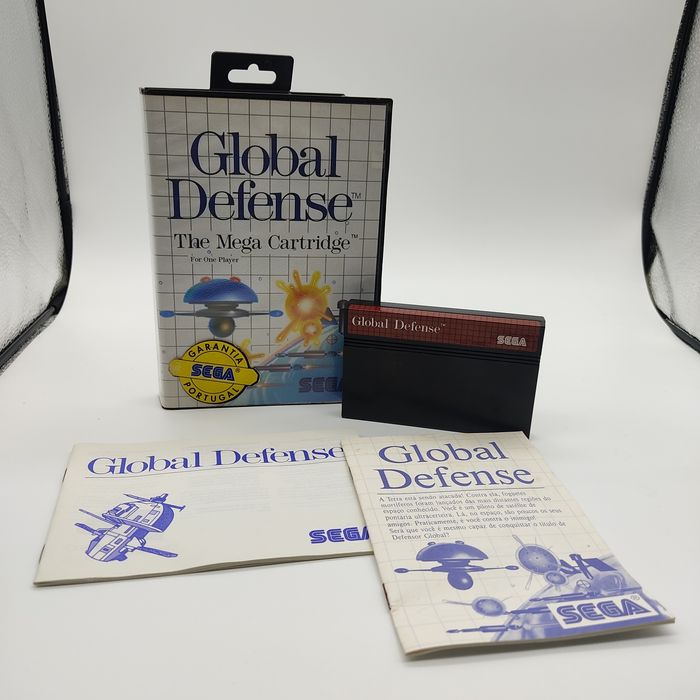 Global
Defense™
The Mega Cartridge™
For One Player
GARANTIA
SEGA®
PORTUGAL
SEGA
Global Defense™
SEGA
Global Defense
SEGA
Global
Defense
A Terra está sendo atacada! Contra ela, foguetes
mortíferos foram lançados das mais distantes regiões do
espaço conhecido. Você é um piloto de satélite de
pontaria ultracerteira. Lá, no espaço, são poucos os seus
amigos. Praticamente, é você contra o inimigo!
Será que você é mesmo capaz de conquistar o título de
Defensor Global?
SEGA®